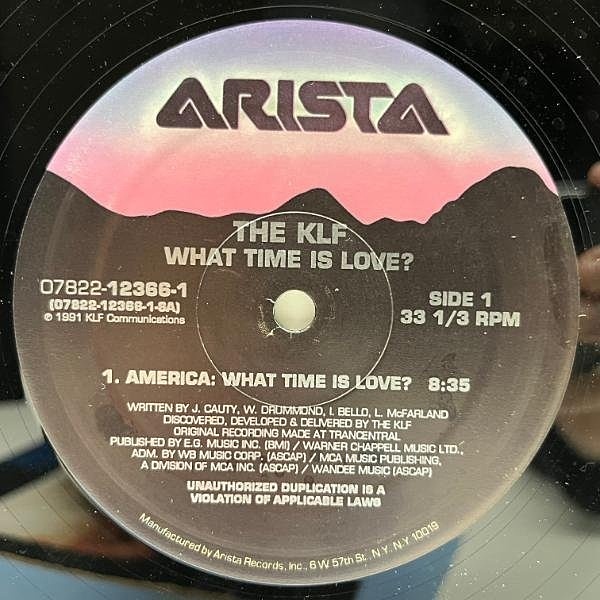 ARISTA
THE KLF
WHAT TIME IS LOVE?
07822-12366-1
(07822-12366-1-SA)
℗ 1991 KLF Communications
SIDE 1
33 1/3 RPM
1. AMERICA: WHAT TIME IS LOVE? 8:35
WRITTEN BY J. CAUTY, W. DRUMMOND, I. BELLO, L. McFARLAND
DISCOVERED, DEVELOPED & DELIVERED BY THE KLF
ORIGINAL RECORDING MADE AT TRANCENTRAL
PUBLISHED BY E.G. MUSIC INC. (BMI) / WARNER CHAPPELL MUSIC LTD.,
ADM. BY WB MUSIC CORP. (ASCAP) / MCA MUSIC PUBLISHING,
A DIVISION OF MCA INC. (ASCAP) / WANDEE MUSIC (ASCAP)
UNAUTHORIZED DUPLICATION IS A
VIOLATION OF APPLICABLE LAWS
Manufactured by Arista Records, Inc., 6 W. 57th St., N.Y., N.Y. 10019